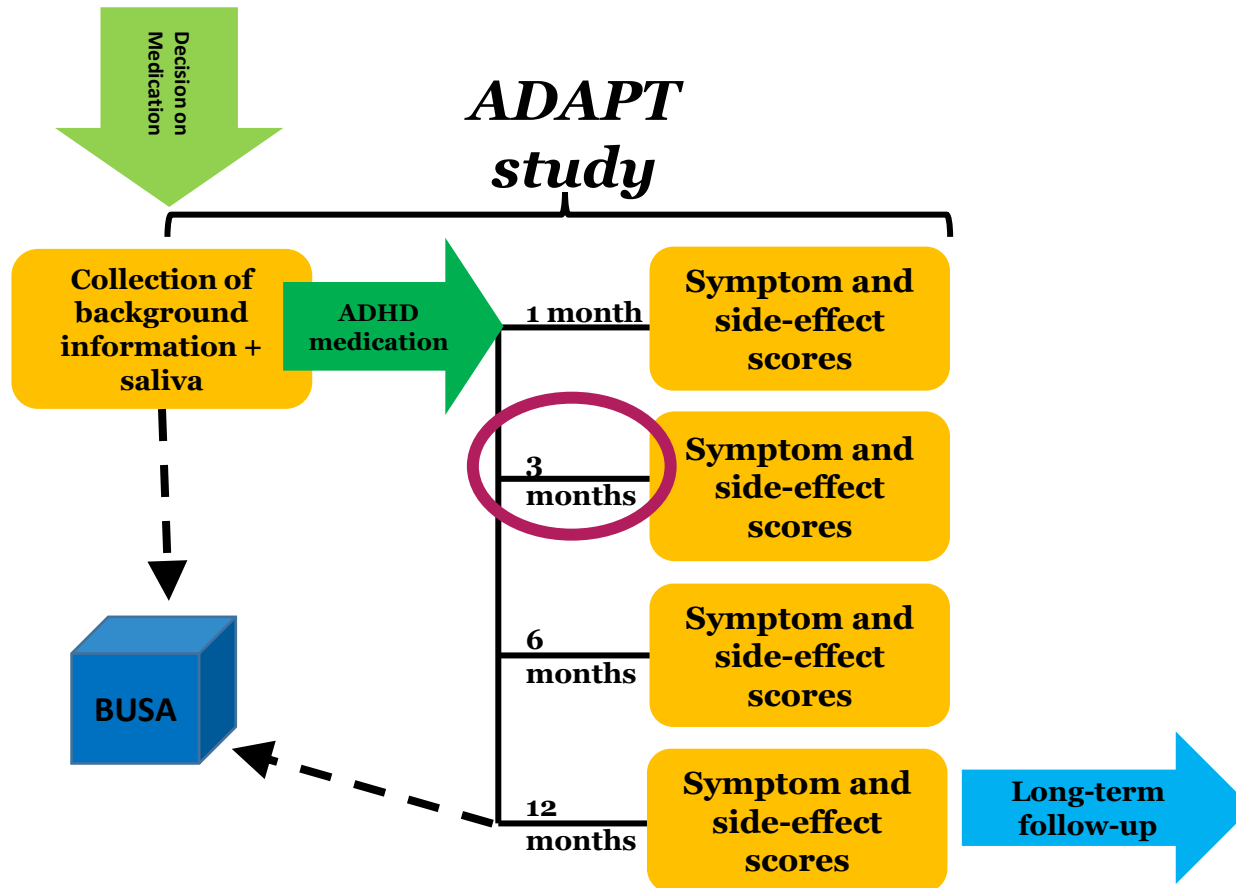 Decision on
Medication
ADAPT
study
Collection of
background
information +
saliva
ADHD
medication
1 month
Symptom and
side-effect
scores
3
months
Symptom and
side-effect
scores
6
months
Symptom and
side-effect
scores
BUSA
12
months
Symptom and
side-effect
scores
Long-term
follow-up